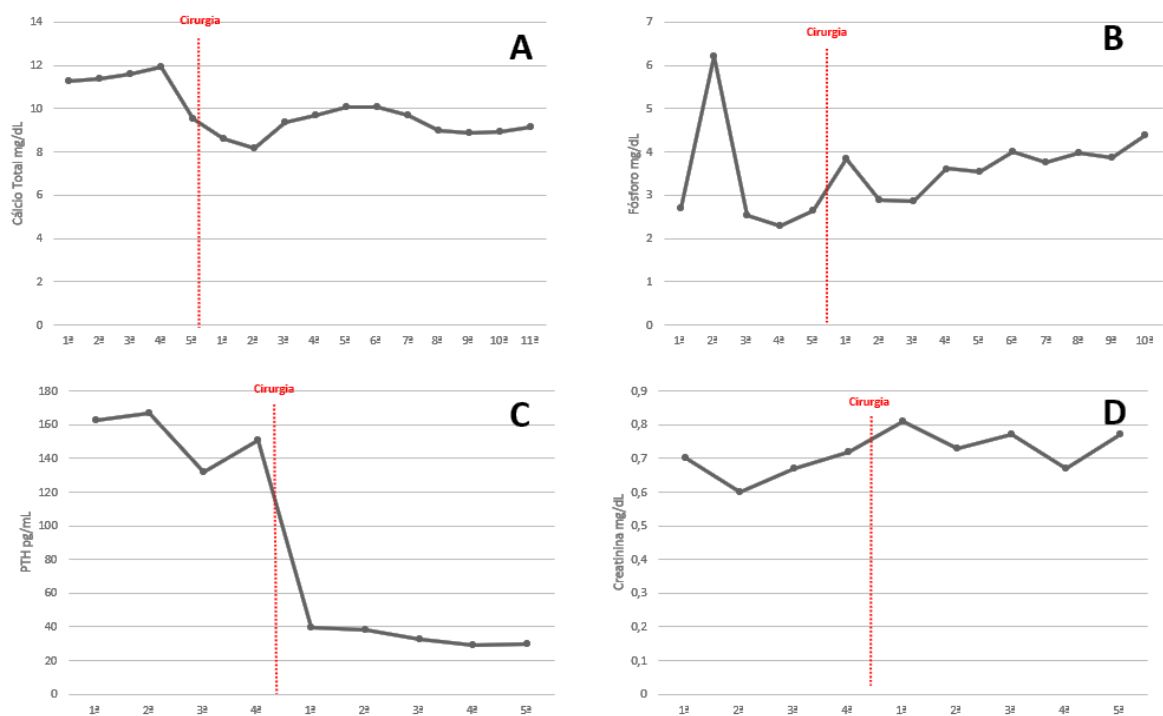 A
Cirurgia
Cálcio Total mg/dL
14
12
10
8
6
4
2
0
1ª 2ª 3ª 4ª 5ª 1ª 2ª 3ª 4ª 5ª 6ª 7ª 8ª 9ª 10ª 11ª
B
Cirurgia
Fósforo mg/dL
7
6
5
4
3
2
1
0
1ª 2ª 3ª 4ª 5ª 1ª 2ª 3ª 4ª 5ª 6ª 7ª 8ª 9ª 10ª
C
Cirurgia
PTH pg/mL
180
160
140
120
100
80
60
40
20
0
1ª 2ª 3ª 4ª 1ª 2ª 3ª 4ª 5ª
D
Cirurgia
Creatinina mg/dL
0,9
0,8
0,7
0,6
0,5
0,4
0,3
0,2
0,1
0
1ª 2ª 3ª 4ª 1ª 2ª 3ª 4ª 5ª